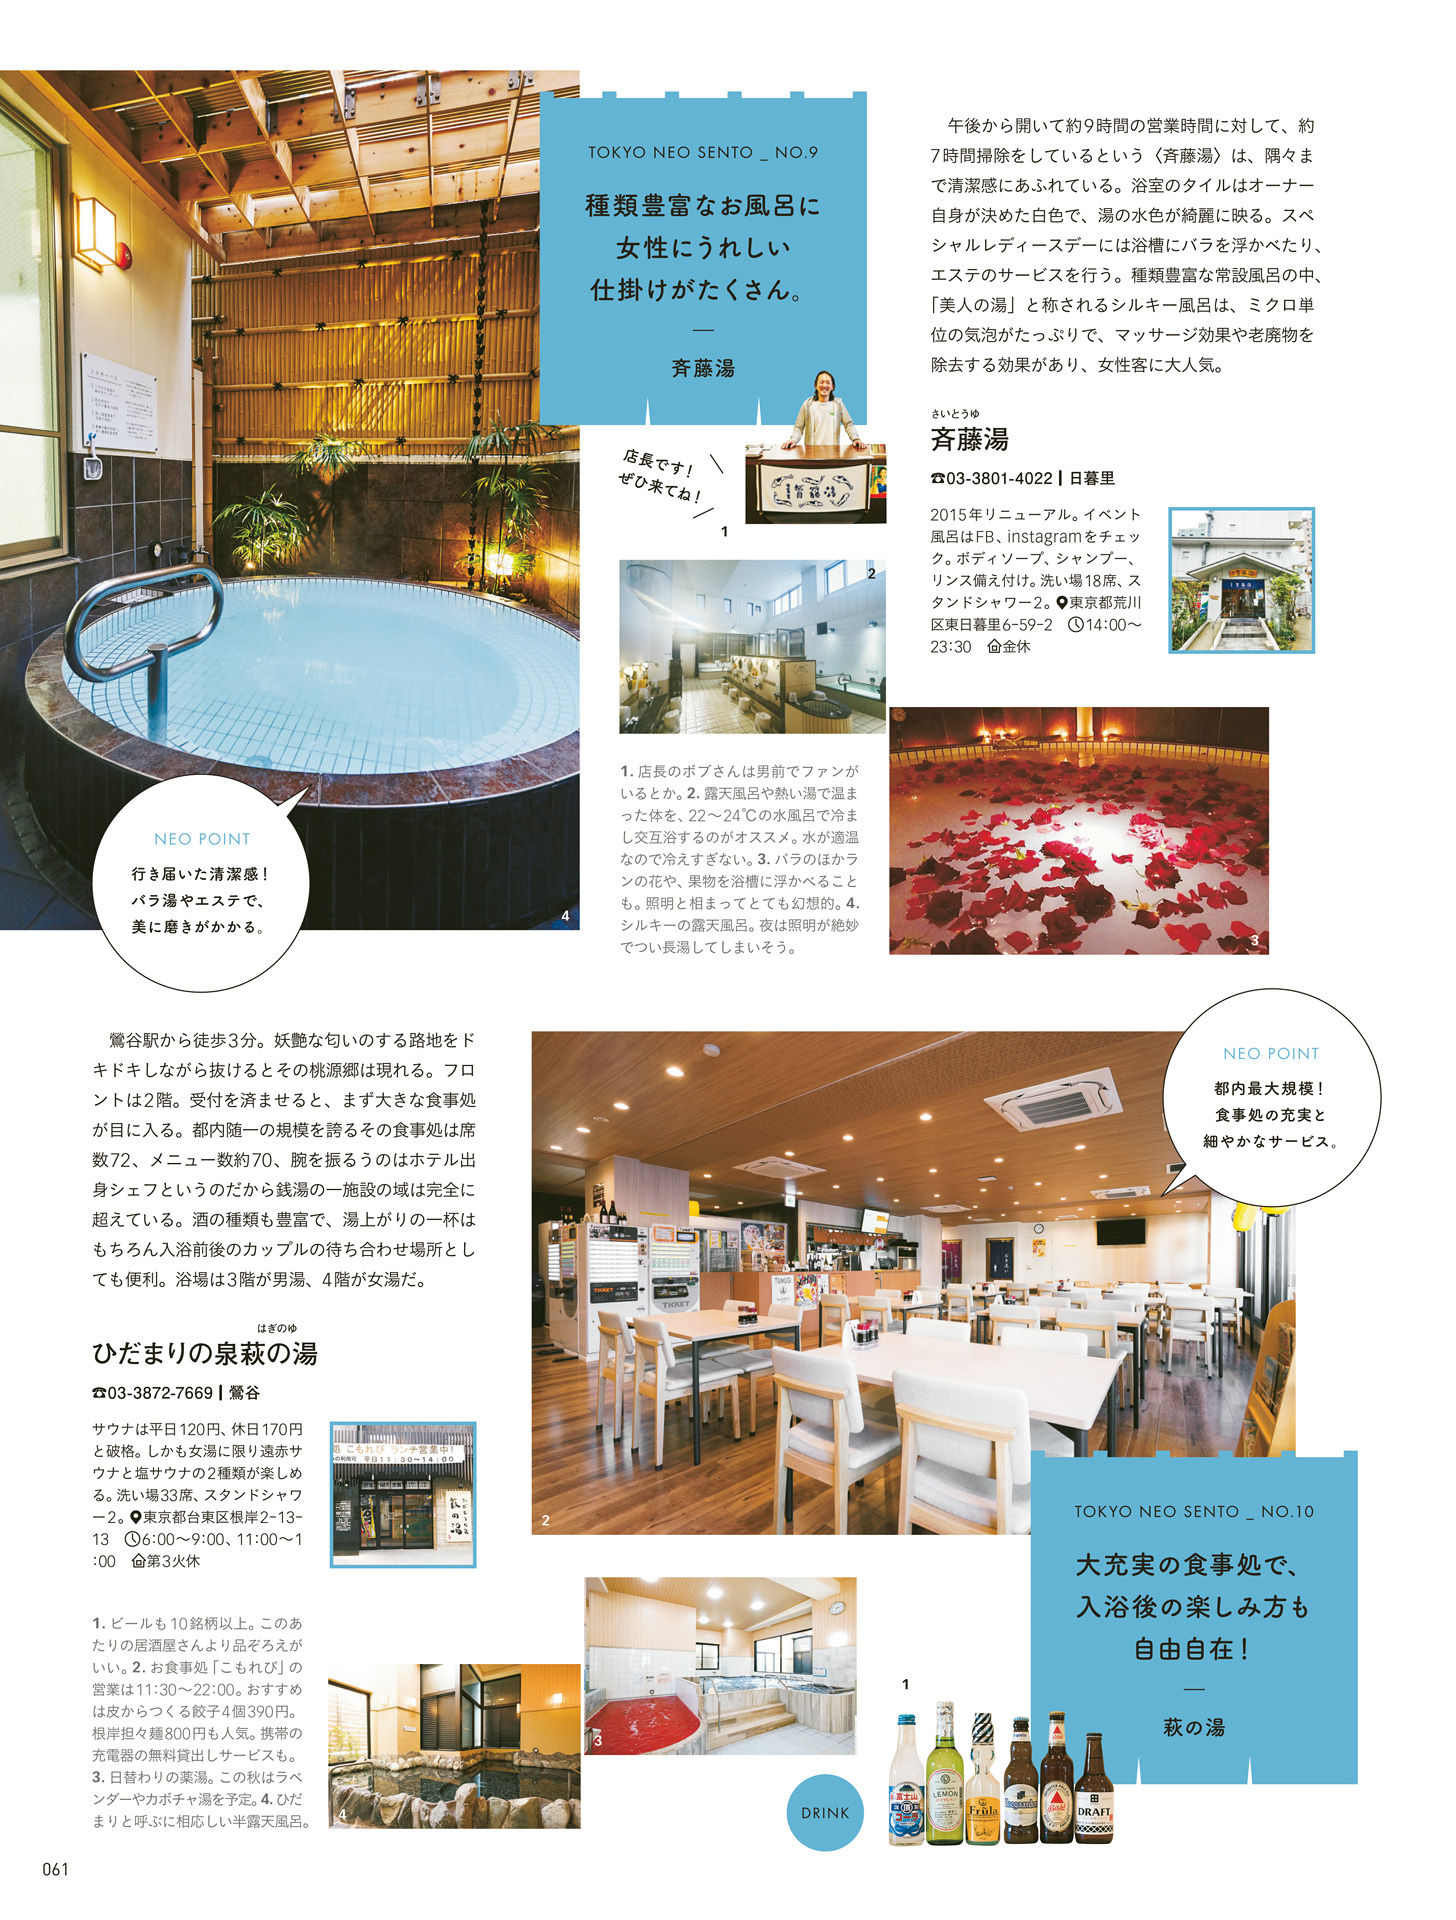 TOKYO NEO SENTO _ NO.9
種類豊富なお風呂に
女性にうれしい
仕掛けがたくさん。
斉藤湯
午後から開いて約9時間の営業時間に対して、約
7時間掃除をしているという〈斉藤湯〉は、隅々ま
で清潔感にあふれている。浴室のタイルはオーナー
自身が決めた白色で、湯の水色が綺麗に映る。スペ
シャルレディースデーには浴槽にバラを浮かべたり、
エステのサービスを行う。種類豊富な常設風呂の中、
「美人の湯」と称されるシルキー風呂は、ミクロ単
位の気泡がたっぷりで、マッサージ効果や老廃物を
除去する効果があり、女性客に大人気。
さいとうゆ
斉藤湯
☎03-3801-4022 | 日暮里
2015年リニューアル。イベント
風呂はFB、instagramをチェッ
ク。ボディソープ、シャンプー、
リンス備え付け。洗い場18席、ス
タンドシャワー2。東京都荒川
区東日暮里6-59-2 14:00〜
23:30 金休
店長です!
ぜひ来てね!
1
2
1. 店長のボブさんは男前でファンが
いるとか。2. 露天風呂や熱い湯で温ま
った体を、22〜24℃の水風呂で冷ま
し交互浴するのがオススメ。水が適温
なので冷えすぎない。3. バラのほかラ
ンの花や、果物を浴槽に浮かべること
も。照明と相まってとても幻想的。4.
シルキーの露天風呂。夜は照明が絶妙
でつい長湯してしまいそう。
3
4
NEO POINT
行き届いた清潔感!
バラ湯やエステで、
美に磨きがかかる。
鶯谷駅から徒歩3分。妖艶な匂いのする路地をド
キドキしながら抜けるとその桃源郷は現れる。フロ
ントは2階。受付を済ませると、まず大きな食事処
が目に入る。都内随一の規模を誇るその食事処は席
数72、メニュー数約70、腕を振るうのはホテル出
身シェフというのだから銭湯の一施設の域は完全に
超えている。酒の種類も豊富で、湯上がりの一杯は
もちろん入浴前後のカップルの待ち合わせ場所とし
ても便利。浴場は3階が男湯、4階が女湯だ。
はぎのゆ
ひだまりの泉萩の湯
☎03-3872-7669 | 鶯谷
サウナは平日120円、休日170円
と破格。しかも女湯に限り遠赤サ
ウナと塩サウナの2種類が楽しめ
る。洗い場33席、スタンドシャワ
ー2。東京都台東区根岸2-13-
13 6:00〜9:00、11:00〜1
:00 第3火休
処 こもれび ランチ営業中!
平日11:30〜14:00
萩の湯
1. ビールも10銘柄以上。このあ
たりの居酒屋さんより品ぞろえが
いい。2. お食事処「こもれび」の
営業は11:30〜22:00。おすすめ
は皮からつくる餃子4個390円。
根岸担々麺800円も人気。携帯の
充電器の無料貸出しサービスも。
3. 日替わりの薬湯。この秋はラベ
ンダーやカボチャ湯を予定。4. ひだ
まりと呼ぶに相応しい半露天風呂。
NEO POINT
都内最大規模!
食事処の充実と
細やかなサービス。
TICKET
TICKET
2
TOKYO NEO SENTO _ NO.10
大充実の食事処で、
入浴後の楽しみ方も
自由自在!
萩の湯
3
4
1
DRINK
富士山
頂
コーラ
LEMON
Frula
Hoegaarden
Bass
DRAFT
061